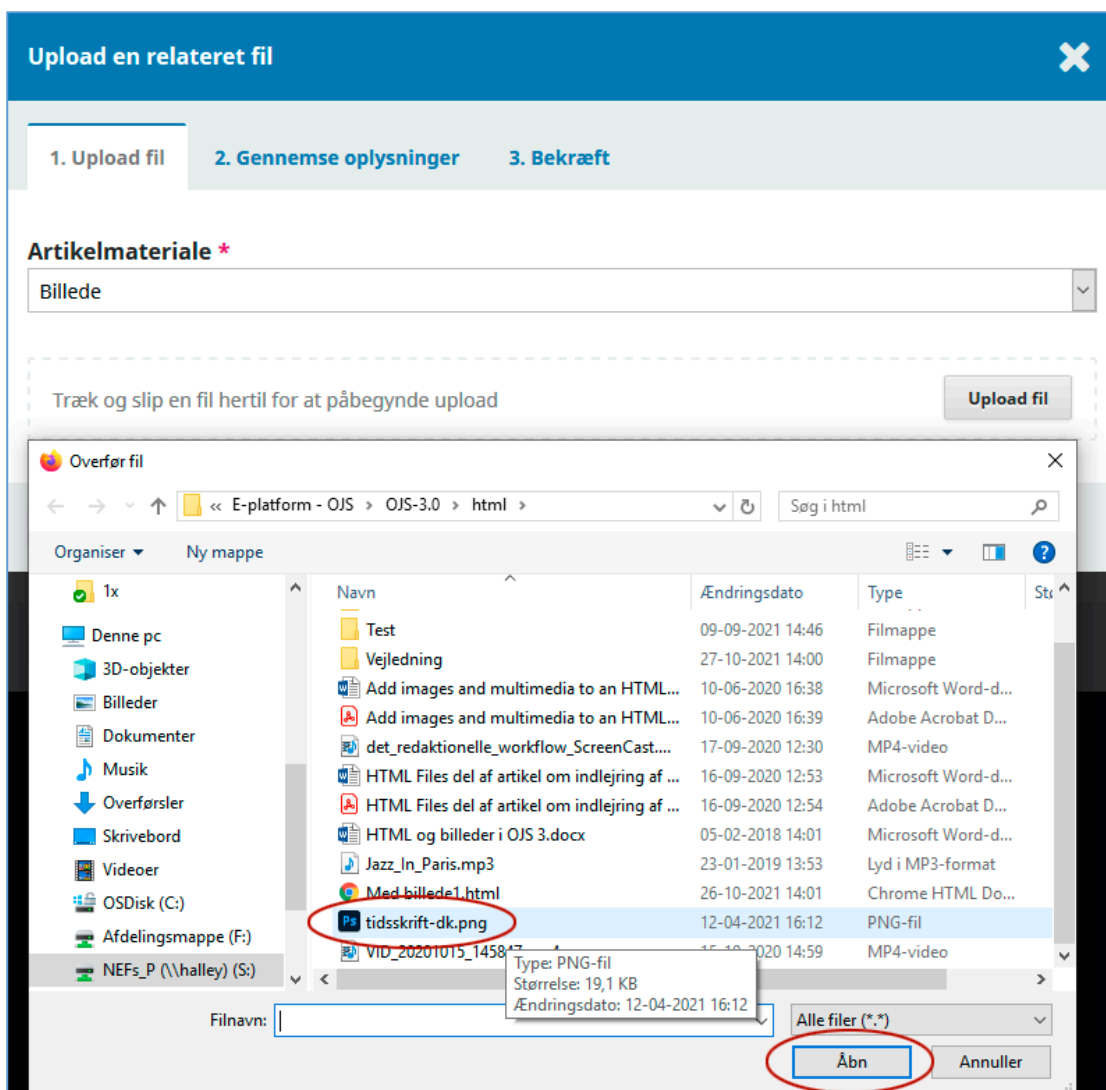 Upload en relateret fil
1. Upload fil 2. Gennemse oplysninger 3. Bekræft
Artikelmateriale *
Billede
Træk og slip en fil hertil for at påbegynde upload Upload fil
Overfør fil
« E-platform - OJS > OJS-3.0 > html > Søg i html
Organiser Ny mappe
1x
Denne pc
3D-objekter
Billeder
Dokumenter
Musik
Overførsler
Skrivebord
Videoer
OSDisk (C:)
Afdelingsmappe (F:)
NEFs_P (\\halley) (S:)
Navn Ændringsdato Type
Test 09-09-2021 14:46 Filmappe
Vejledning 27-10-2021 14:00 Filmappe
Add images and multimedia to an HTML... 10-06-2020 16:38 Microsoft Word-d...
Add images and multimedia to an HTML... 10-06-2020 16:39 Adobe Acrobat D...
det_redaktionelle_workflow_ScreenCast.... 17-09-2020 12:30 MP4-video
HTML Files del af artikel om indlejring af ... 16-09-2020 12:53 Microsoft Word-d...
HTML Files del af artikel om indlejring af ... 16-09-2020 12:54 Adobe Acrobat D...
HTML og billeder i OJS 3.docx 05-02-2018 14:01 Microsoft Word-d...
Jazz_In_Paris.mp3 23-01-2019 13:53 Lyd i MP3-format
Med billede1.html 26-10-2021 14:01 Chrome HTML Do...
Ps tidsskrift-dk.png 12-04-2021 16:12 PNG-fil
14:59 MP4-video
Type: PNG-fil
Størrelse: 19,1 KB
Ændringsdato: 12-04-2021 16:12
Filnavn: Alle filer (*.*)
Åbn Annuller